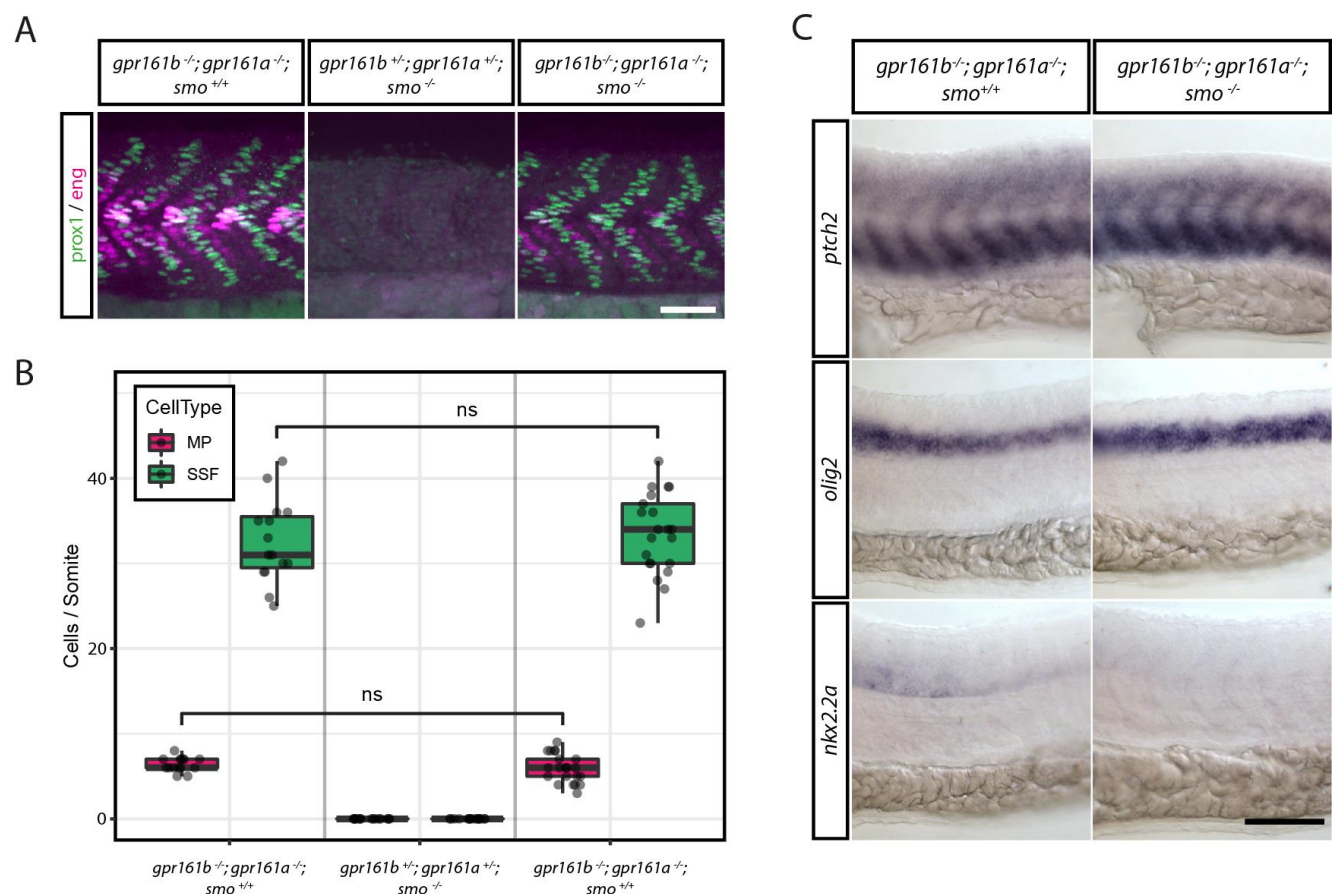 A
gpr161b -/-; gpr161a -/-;
smo +/+
gpr161b +/-; gpr161a +/-;
smo -/-
gpr161b -/-; gpr161a -/-;
smo -/-
prox1 / eng
B
CellType
MP
SSF
ns
ns
Cells / Somite
40
20
0
gpr161b -/-; gpr161a -/-;
smo +/+
gpr161b +/-; gpr161a +/-;
smo -/-
gpr161b -/-; gpr161a -/-;
smo +/+
C
gpr161b-/-; gpr161a-/-;
smo+/+
gpr161b-/-; gpr161a-/-;
smo-/-
ptch2
olig2
nkx2.2a